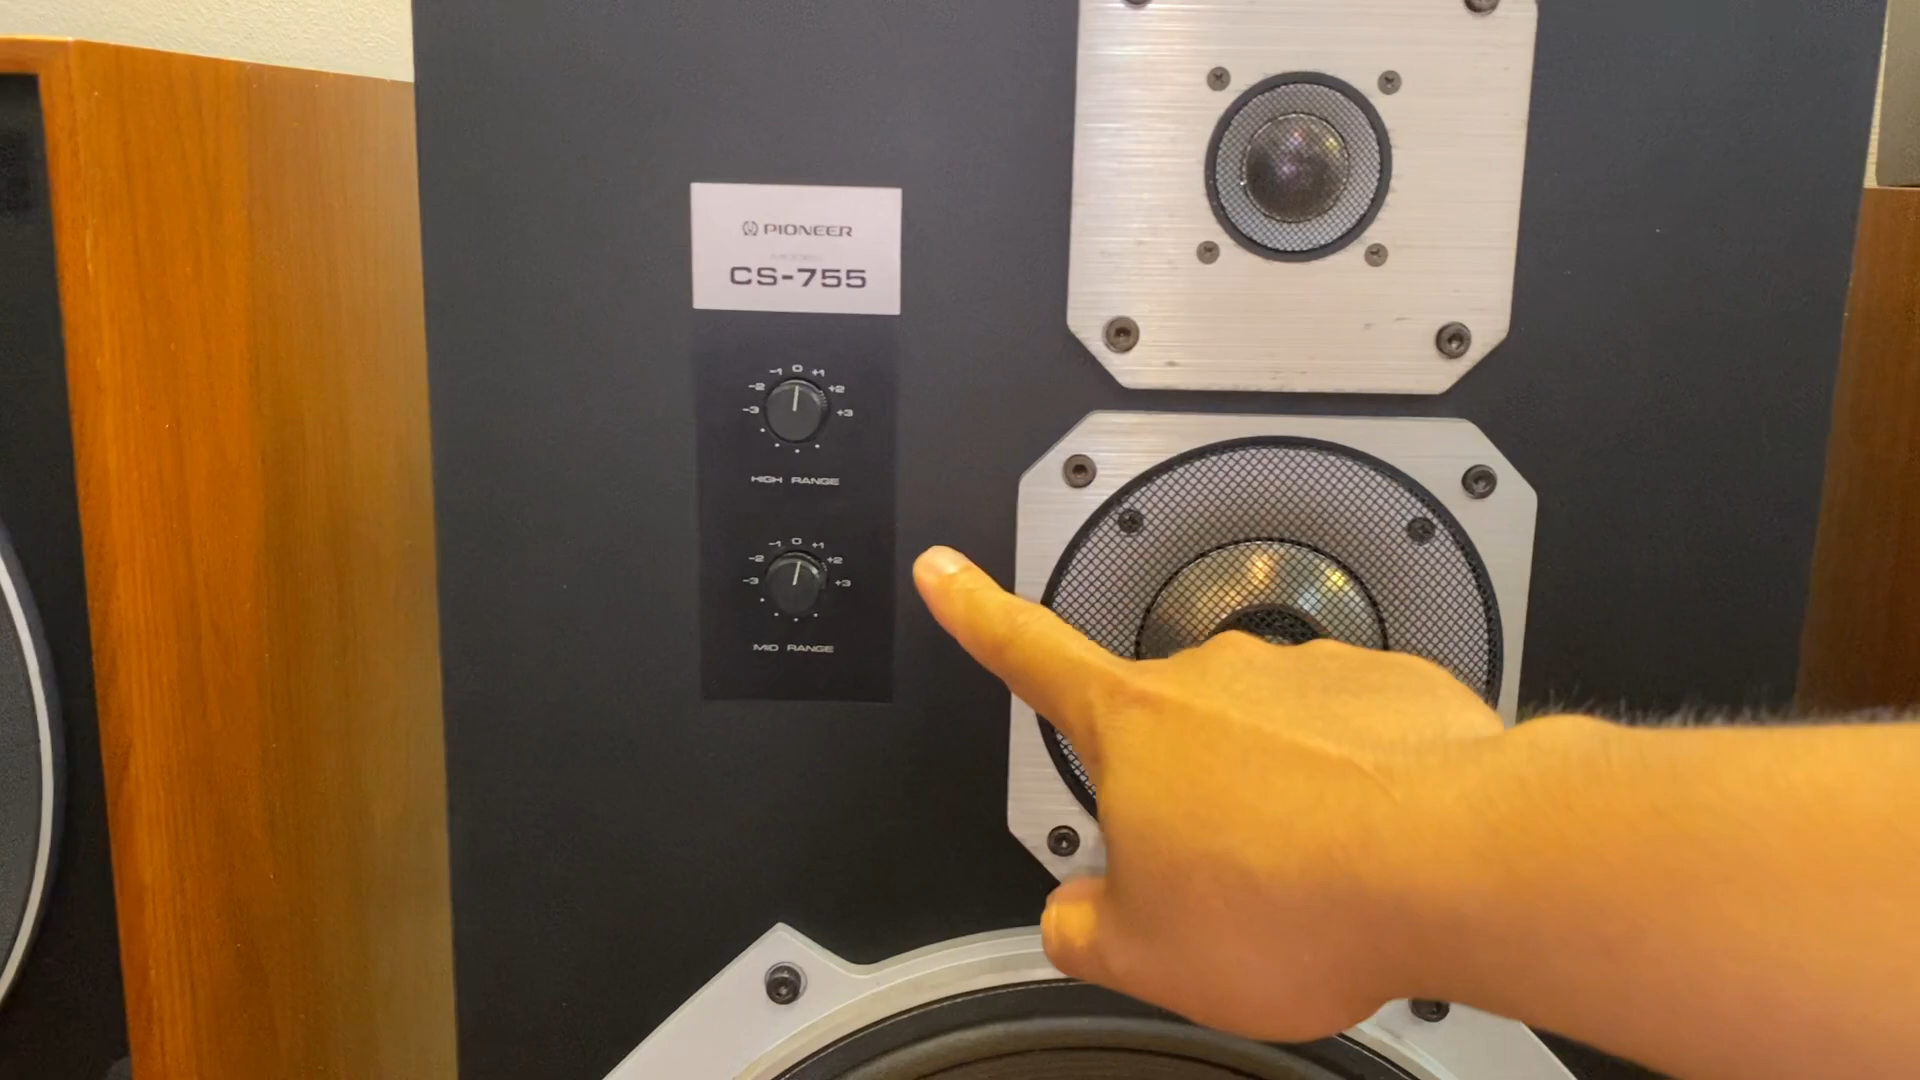 PIONEER
MODEL
CS-755
-3 -2 -1 0 +1 +2 +3
HIGH RANGE
-3 -2 -1 0 +1 +2 +3
MID RANGE